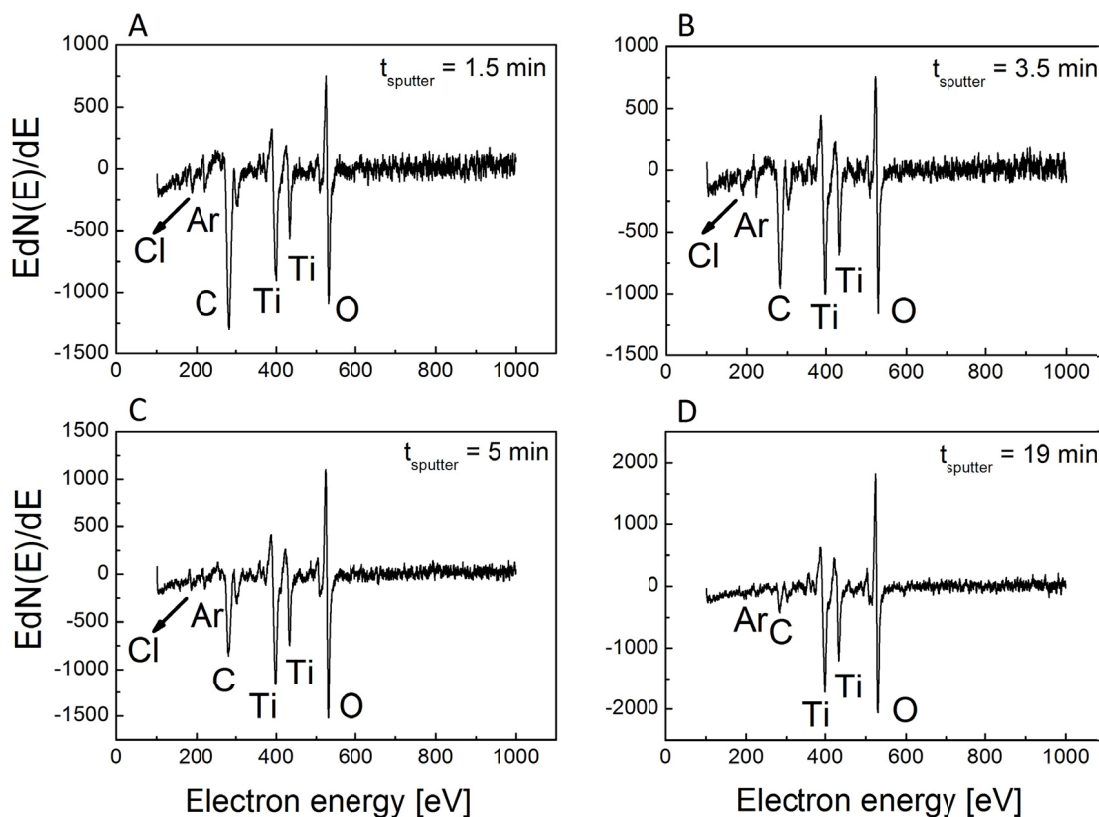 A
t_sputter = 1.5 min
1000
500
0
-500
-1000
-1500
EdN(E)/dE
Cl
Ar
C
Ti
Ti
O
0 200 400 600 800 1000
B
t_sputter = 3.5 min
1000
500
0
-500
-1000
-1500
Cl
Ar
C
Ti
Ti
O
0 200 400 600 800 1000
C
t_sputter = 5 min
1500
1000
500
0
-500
-1000
-1500
EdN(E)/dE
Cl
Ar
C
Ti
Ti
O
0 200 400 600 800 1000
Electron energy [eV]
D
t_sputter = 19 min
2000
1000
0
-1000
-2000
Ar
C
Ti
Ti
O
0 200 400 600 800 1000
Electron energy [eV]